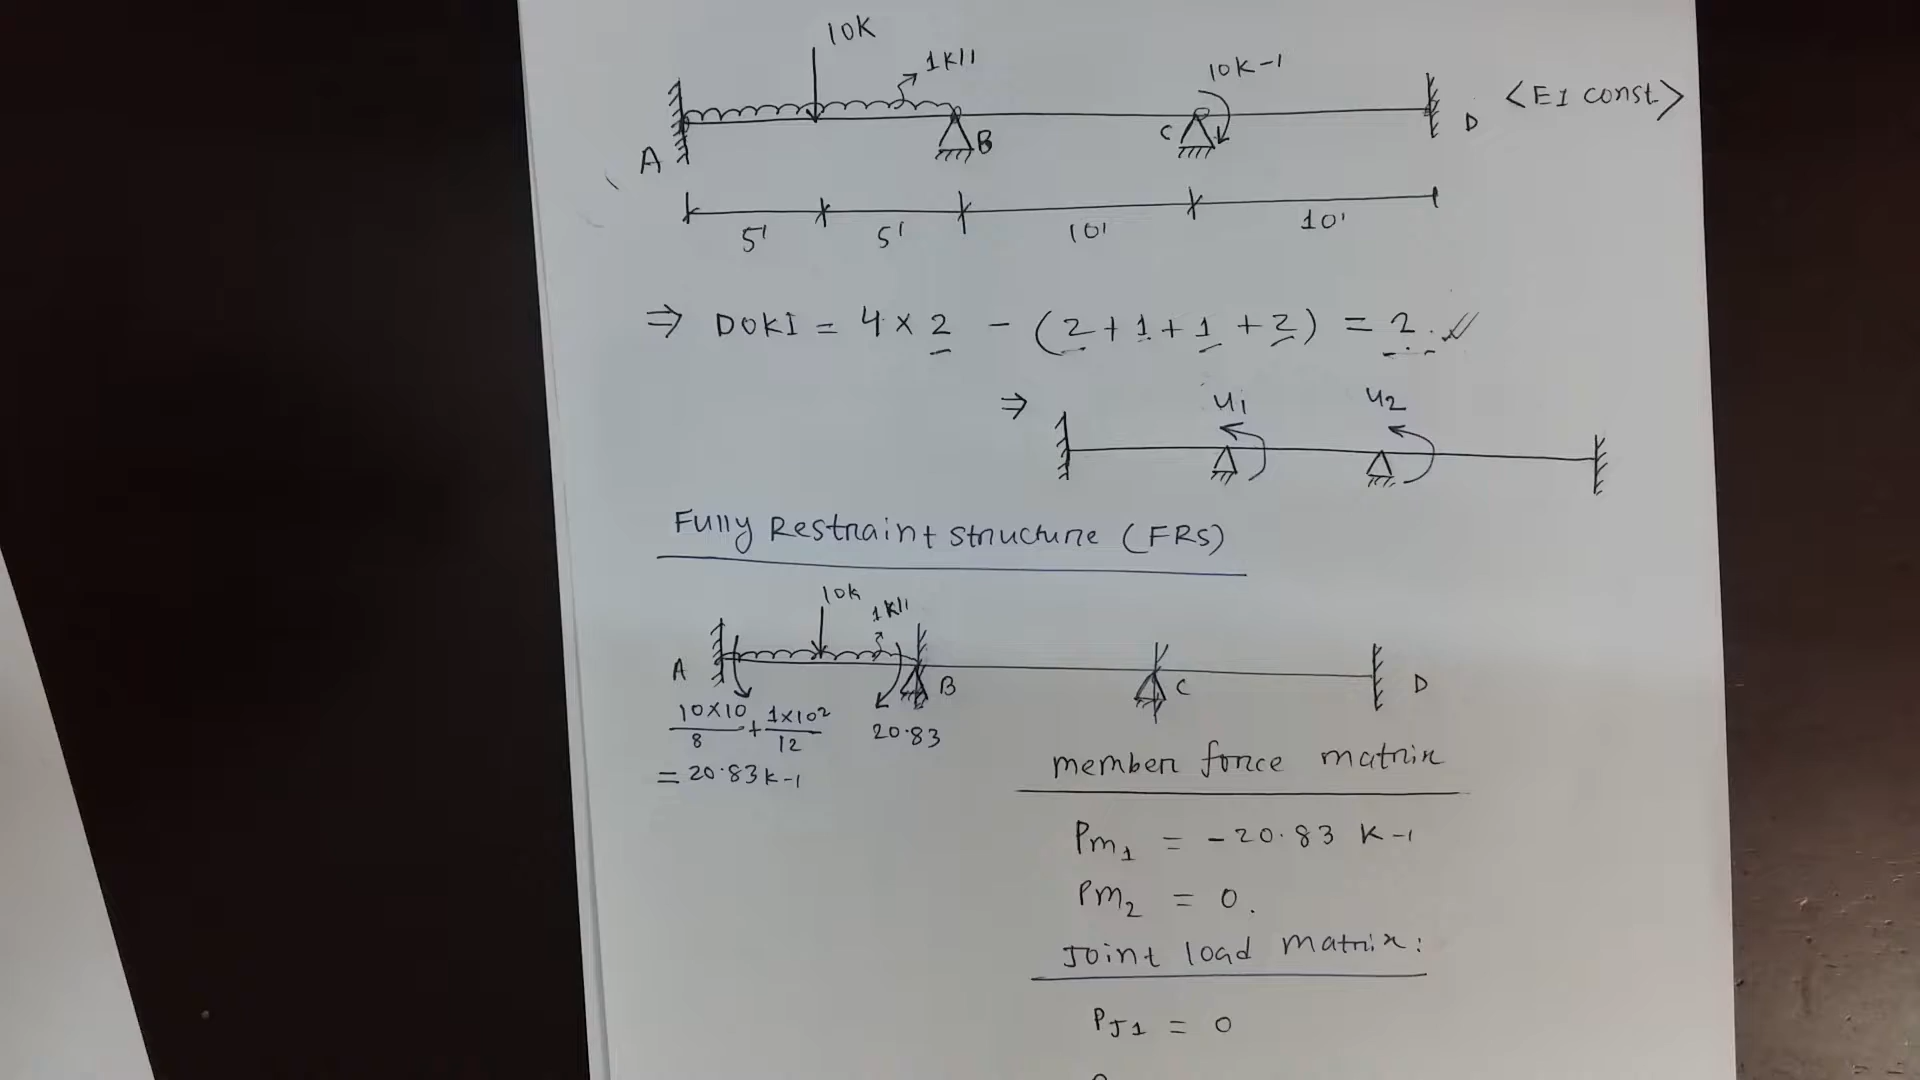 10K
1K/1
10K-1
A
B
C
D
<EI const>
5'
5'
10'
10'
⇒ DOKI = 4 × 2 - (2 + 1 + 1 + 2) = 2.
⇒
u1
u2
Fully Restraint structure (FRS)
10k
1K/1
A
B
C
D
10×10/8 + 1×10²/12
= 20.83 K-1
20.83
member force matrix
Pm1 = -20.83 K-1
Pm2 = 0.
Joint load matrix:
PJ1 = 0